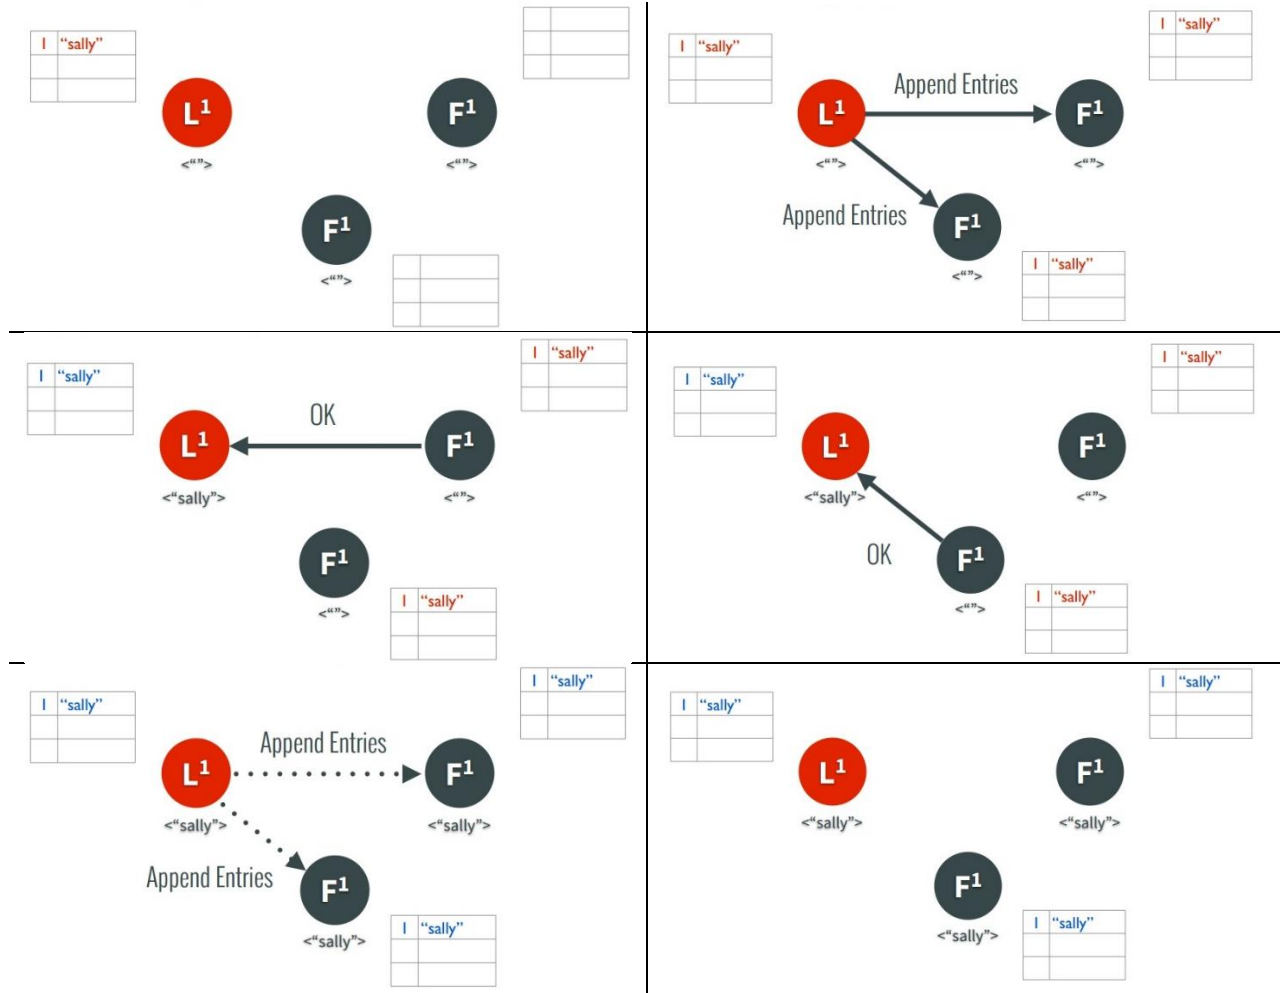 1 “sally”
L¹
<“”>
F¹
<“”>
F¹
<“”>
1 “sally”
1 “sally”
Append Entries
L¹
<“”>
F¹
<“”>
Append Entries
F¹
<“”>
1 “sally”
1 “sally”
1 “sally”
OK
L¹
<“sally”>
F¹
<“”>
F¹
<“”>
1 “sally”
1 “sally”
1 “sally”
L¹
<“sally”>
F¹
<“”>
OK
F¹
<“”>
1 “sally”
1 “sally”
1 “sally”
Append Entries
L¹
<“sally”>
F¹
<“sally”>
Append Entries
F¹
<“sally”>
1 “sally”
1 “sally”
1 “sally”
L¹
<“sally”>
F¹
<“sally”>
F¹
<“sally”>
1 “sally”